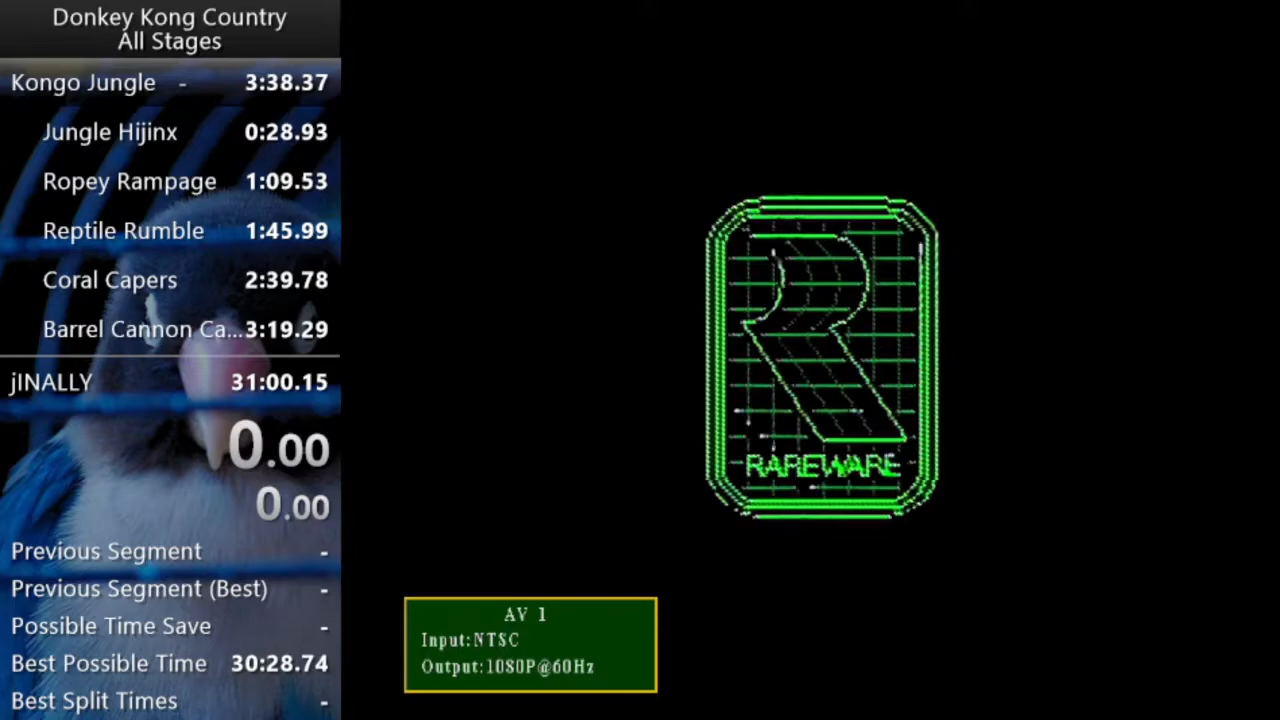 Donkey Kong Country
All Stages
Kongo Jungle - 3:38.37
Jungle Hijinx 0:28.93
Ropey Rampage 1:09.53
Reptile Rumble 1:45.99
Coral Capers 2:39.78
Barrel Cannon Ca... 3:19.29
jINALLY 31:00.15
0.00
0.00
Previous Segment -
Previous Segment (Best) -
Possible Time Save -
Best Possible Time 30:28.74
Best Split Times -
R
RAREWARE
AV 1
Input:NTSC
Output:1080P@60Hz